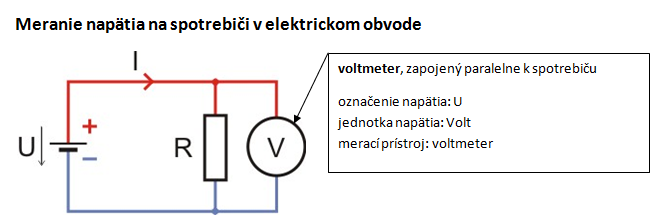 Meranie napätia na spotrebiči v elektrickom obvode
I
voltmeter, zapojený paralelne k spotrebiču
označenie napätia: U
jednotka napätia: Volt
merací prístroj: voltmeter
+
U
R
V
−